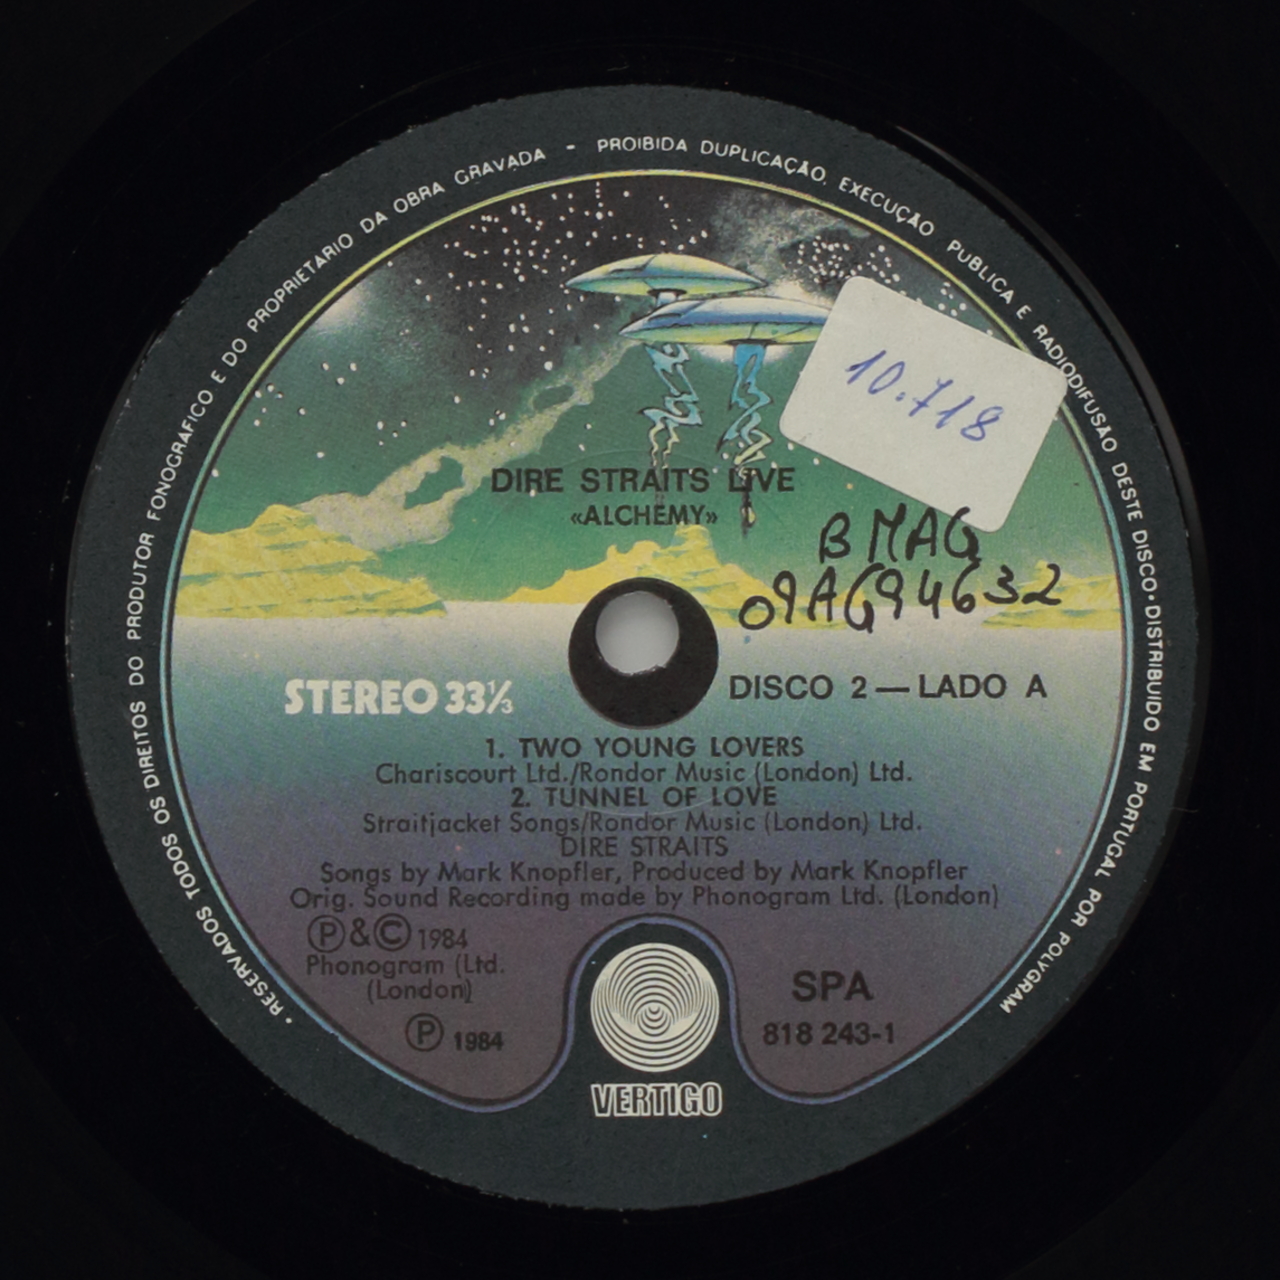 • RESERVADOS TODOS OS DIREITOS DO PRODUTOR FONOGRAFICO E DO PROPRIETARIO DA OBRA GRAVADA - PROIBIDA DUPLICAÇÃO, EXECUÇÃO PUBLICA E RADIODIFUSÃO DESTE DISCO • DISTRIBUIDO EM PORTUGAL POR POLYGRAM
10.718
DIRE STRAITS LIVE
«ALCHEMY»
BMAG
09AG94632
STEREO 33⅓
DISCO 2 — LADO A
1. TWO YOUNG LOVERS
Chariscourt Ltd./Rondor Music (London) Ltd.
2. TUNNEL OF LOVE
Straitjacket Songs/Rondor Music (London) Ltd.
DIRE STRAITS
Songs by Mark Knopfler, Produced by Mark Knopfler
Orig. Sound Recording made by Phonogram Ltd. (London)
Ⓟ&© 1984
Phonogram (Ltd.
(London)
Ⓟ 1984
SPA
818 243-1
VERTIGO